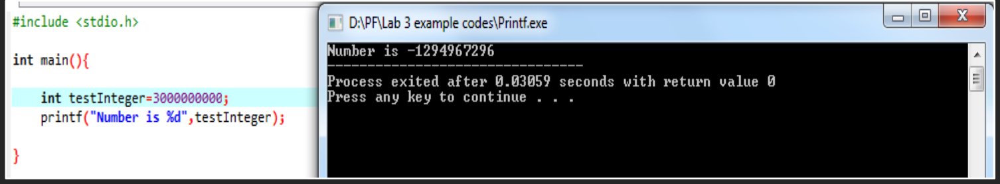 #include <stdio.h>
int main(){
int testInteger=3000000000;
printf("Number is %d",testInteger);
}
D:\PF\Lab 3 example codes\Printf.exe
Number is -1294967296
--------------------------------
Process exited after 0.03059 seconds with return value 0
Press any key to continue . . .